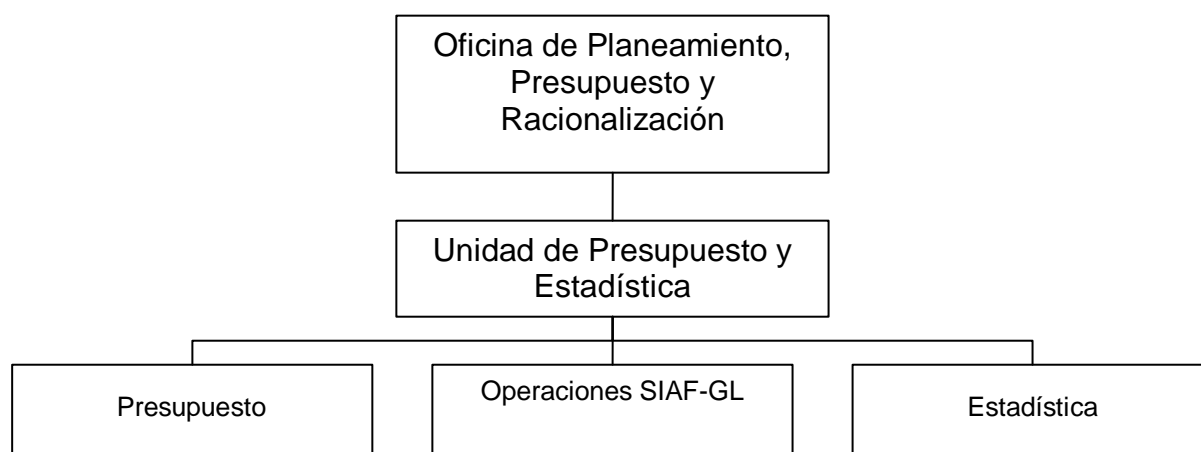 Oficina de Planeamiento,
Presupuesto y
Racionalización
Unidad de Presupuesto y
Estadística
Presupuesto
Operaciones SIAF-GL
Estadística